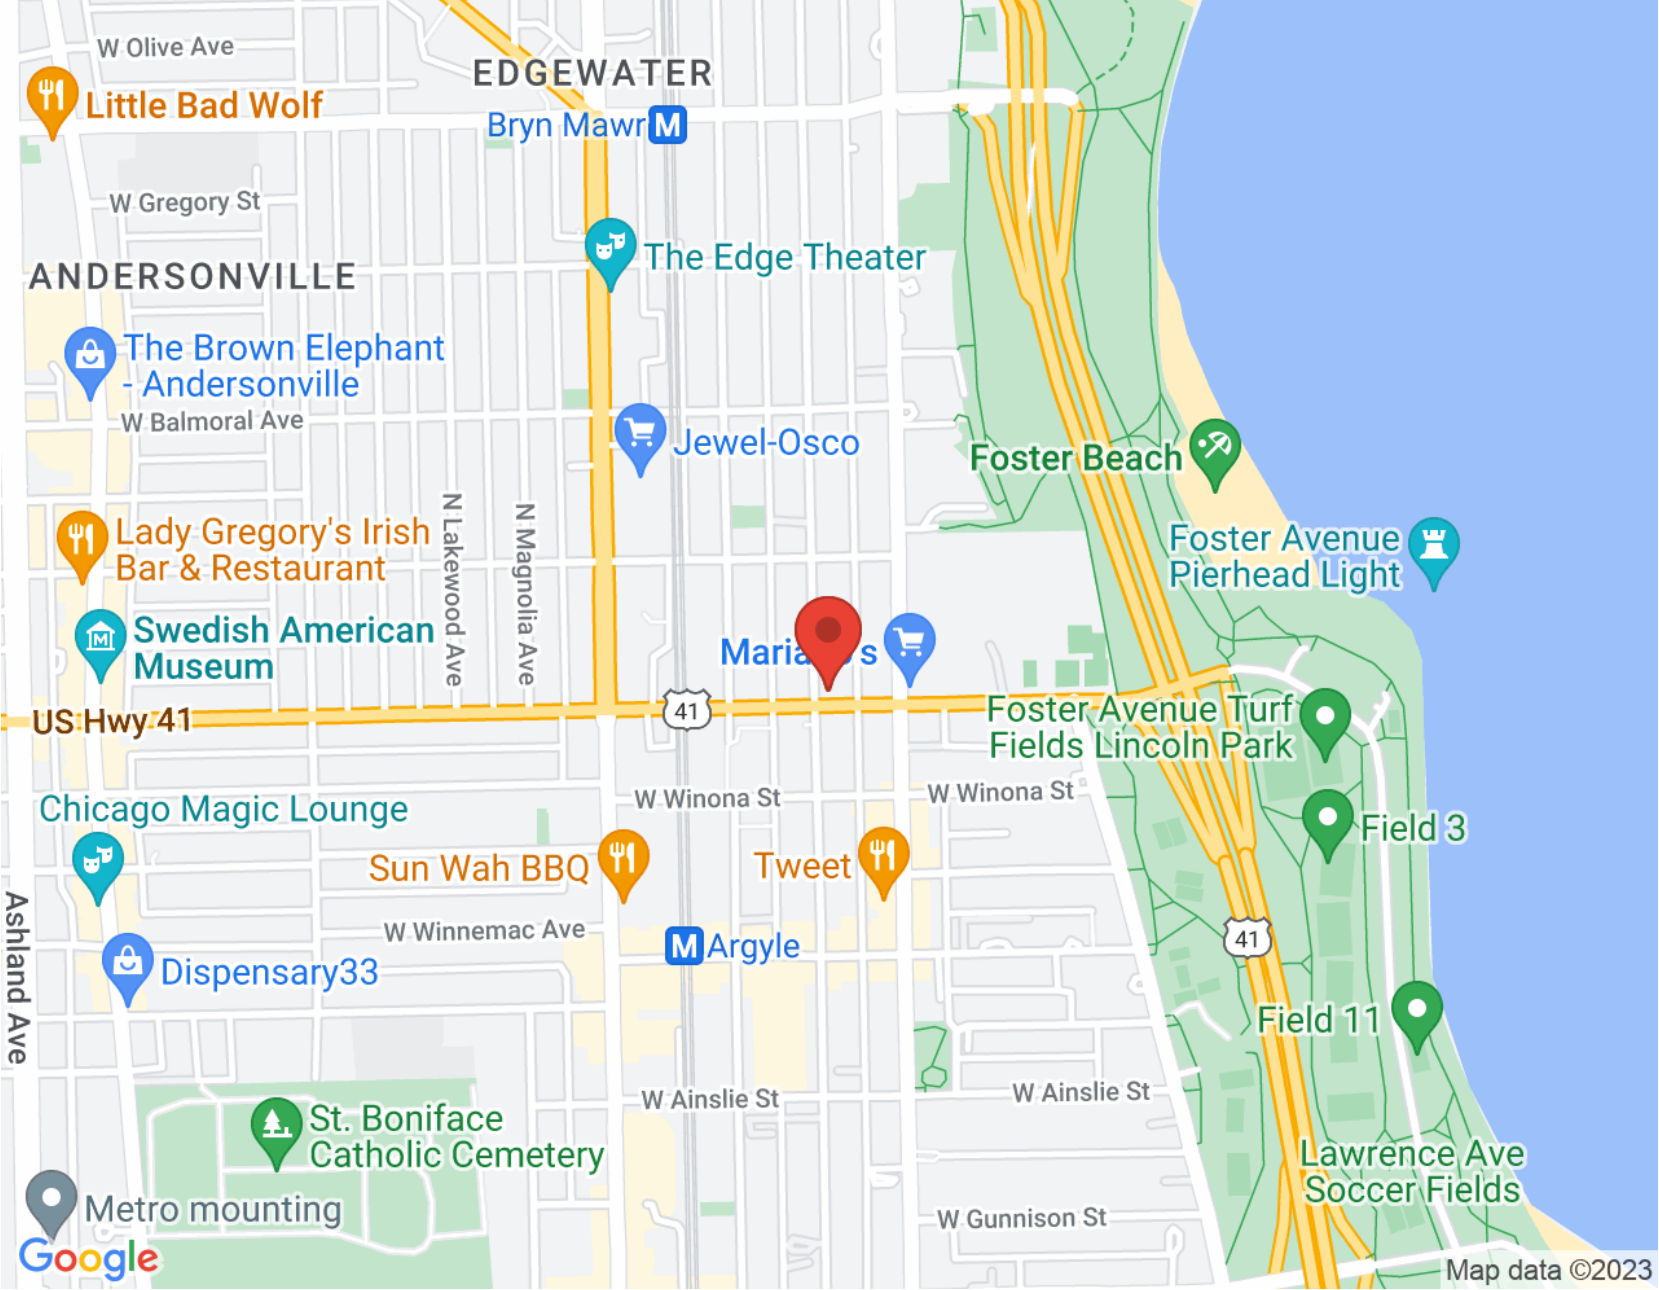 W Olive Ave
EDGEWATER
Little Bad Wolf
Bryn Mawr
M
W Gregory St
The Edge Theater
ANDERSONVILLE
The Brown Elephant
- Andersonville
W Balmoral Ave
Jewel-Osco
Foster Beach
N Lakewood Ave
N Magnolia Ave
Lady Gregory's Irish
Bar & Restaurant
Foster Avenue
Pierhead Light
Swedish American
Museum
M
US Hwy 41
41
Foster Avenue Turf
Fields Lincoln Park
W Winona St
W Winona St
Chicago Magic Lounge
Field 3
Sun Wah BBQ
Tweet
Ashland Ave
W Winnemac Ave
M
Argyle
41
Dispensary33
Field 11
W Ainslie St
W Ainslie St
St. Boniface
Catholic Cemetery
Lawrence Ave
Soccer Fields
Metro mounting
W Gunnison St
Google
Map data ©2023